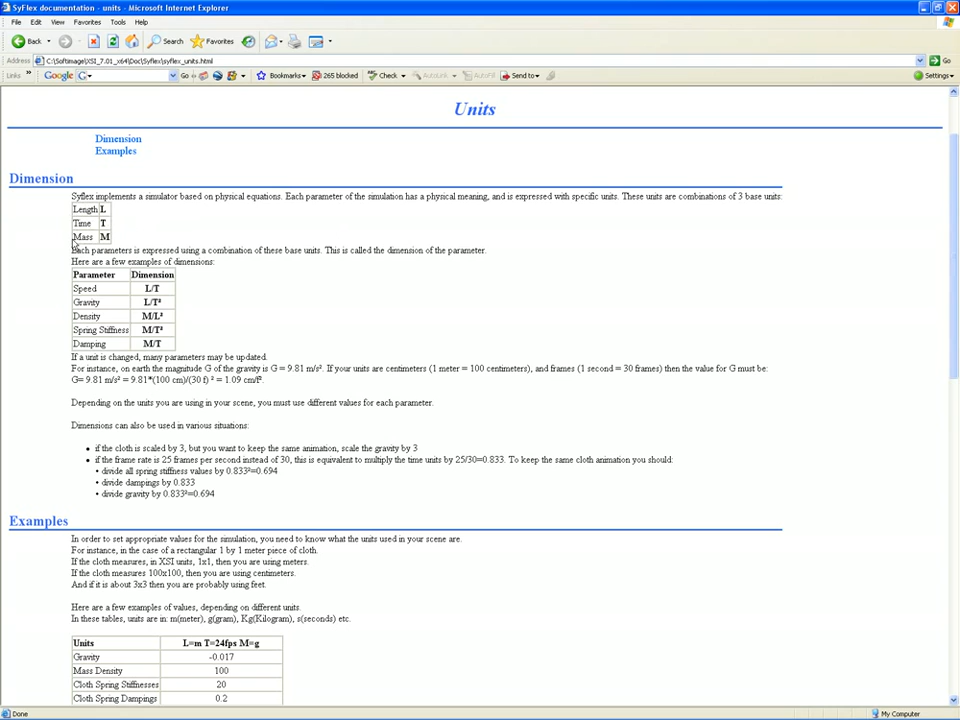 SyFlex documentation - units - Microsoft Internet Explorer
File Edit View Favorites Tools Help
Back Search Favorites
Address C:\Softimage\XSI_7.01_x64\Doc\Syflex\syflex_units.html Go
Links » Google G Go Bookmarks 265 blocked Check AutoLink AutoFill Send to Settings
Units
Dimension
Examples
Dimension
Syflex implements a simulator based on physical equations. Each parameter of the simulation has a physical meaning, and is expressed with specific units. These units are combinations of 3 base units:
Length L
Time T
Mass M
Each parameters is expressed using a combination of these base units. This is called the dimension of the parameter.
Here are a few examples of dimensions:
Parameter Dimension
Speed L/T
Gravity L/T²
Density M/L²
Spring Stiffness M/T²
Damping M/T
If a unit is changed, many parameters may be updated.
For instance, on earth the magnitude G of the gravity is G = 9.81 m/s². If your units are centimeters (1 meter = 100 centimeters), and frames (1 second = 30 frames) then the value for G must be:
G= 9.81 m/s² = 9.81*(100 cm)/(30 f) ² = 1.09 cm/f².
Depending on the units you are using in your scene, you must use different values for each parameter.
Dimensions can also be used in various situations:
• if the cloth is scaled by 3, but you want to keep the same animation, scale the gravity by 3
• if the frame rate is 25 frames per second instead of 30, this is equivalent to multiply the time units by 25/30=0.833. To keep the same cloth animation you should:
• divide all spring stiffness values by 0.833²=0.694
• divide dampings by 0.833
• divide gravity by 0.833²=0.694
Examples
In order to set appropriate values for the simulation, you need to know what the units used in your scene are.
For instance, in the case of a rectangular 1 by 1 meter piece of cloth.
If the cloth measures, in XSI units, 1x1, then you are using meters.
If the cloth measures 100x100, then you are using centimeters.
And if it is about 3x3 then you are probably using feet.
Here are a few examples of values, depending on different units.
In these tables, units are in: m(meter), g(gram), Kg(Kilogram), s(seconds) etc.
Units L=m T=24fps M=g
Gravity -0.017
Mass Density 100
Cloth Spring Stiffnesses 20
Cloth Spring Dampings 0.2
Done My Computer